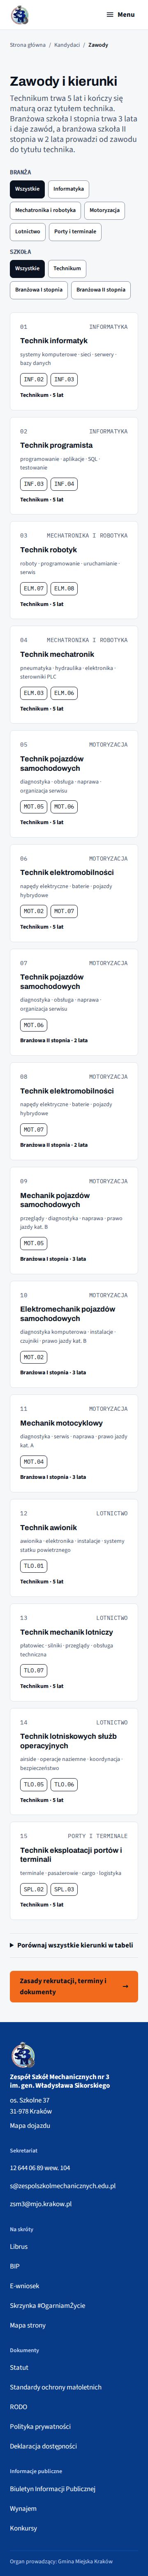 Menu
Strona główna / Kandydaci / Zawody
Zawody i kierunki
Technikum trwa 5 lat i kończy się
maturą oraz tytułem technika.
Branżowa szkoła I stopnia trwa 3 lata
i daje zawód, a branżowa szkoła II
stopnia w 2 lata prowadzi od zawodu
do tytułu technika.
BRANŻA
Wszystkie Informatyka
Mechatronika i robotyka Motoryzacja
Lotnictwo Porty i terminale
SZKOŁA
Wszystkie Technikum
Branżowa I stopnia Branżowa II stopnia
01 INFORMATYKA
Technik informatyk
systemy komputerowe · sieci · serwery ·
bazy danych
INF.02 INF.03
Technikum · 5 lat
02 INFORMATYKA
Technik programista
programowanie · aplikacje · SQL ·
testowanie
INF.03 INF.04
Technikum · 5 lat
03 MECHATRONIKA I ROBOTYKA
Technik robotyk
roboty · programowanie · uruchamianie ·
serwis
ELM.07 ELM.08
Technikum · 5 lat
04 MECHATRONIKA I ROBOTYKA
Technik mechatronik
pneumatyka · hydraulika · elektronika ·
sterowniki PLC
ELM.03 ELM.06
Technikum · 5 lat
05 MOTORYZACJA
Technik pojazdów
samochodowych
diagnostyka · obsługa · naprawa ·
organizacja serwisu
MOT.05 MOT.06
Technikum · 5 lat
06 MOTORYZACJA
Technik elektromobilności
napędy elektryczne · baterie · pojazdy
hybrydowe
MOT.02 MOT.07
Technikum · 5 lat
07 MOTORYZACJA
Technik pojazdów
samochodowych
diagnostyka · obsługa · naprawa ·
organizacja serwisu
MOT.06
Branżowa II stopnia · 2 lata
08 MOTORYZACJA
Technik elektromobilności
napędy elektryczne · baterie · pojazdy
hybrydowe
MOT.07
Branżowa II stopnia · 2 lata
09 MOTORYZACJA
Mechanik pojazdów
samochodowych
przeglądy · diagnostyka · naprawa · prawo
jazdy kat. B
MOT.05
Branżowa I stopnia · 3 lata
10 MOTORYZACJA
Elektromechanik pojazdów
samochodowych
diagnostyka komputerowa · instalacje ·
czujniki · prawo jazdy kat. B
MOT.02
Branżowa I stopnia · 3 lata
11 MOTORYZACJA
Mechanik motocyklowy
diagnostyka · serwis · naprawa · prawo jazdy
kat. A
MOT.04
Branżowa I stopnia · 3 lata
12 LOTNICTWO
Technik awionik
awionika · elektronika · instalacje · systemy
statku powietrznego
TLO.01
Technikum · 5 lat
13 LOTNICTWO
Technik mechanik lotniczy
płatowiec · silniki · przeglądy · obsługa
techniczna
TLO.07
Technikum · 5 lat
14 LOTNICTWO
Technik lotniskowych służb
operacyjnych
airside · operacje naziemne · koordynacja ·
bezpieczeństwo
TLO.05 TLO.06
Technikum · 5 lat
15 PORTY I TERMINALE
Technik eksploatacji portów i
terminali
terminale · pasażerowie · cargo · logistyka
SPL.02 SPL.03
Technikum · 5 lat
Porównaj wszystkie kierunki w tabeli
Zasady rekrutacji, terminy i
dokumenty →
Zespół Szkół Mechanicznych nr 3
im. gen. Władysława Sikorskiego
os. Szkolne 37
31-978 Kraków
Mapa dojazdu
Sekretariat
12 644 06 89 wew. 104
s@zespolszkolmechanicznych.edu.pl
zsm3@mjo.krakow.pl
Na skróty
Librus
BIP
E-wniosek
Skrzynka #OgarniamŻycie
Mapa strony
Dokumenty
Statut
Standardy ochrony małoletnich
RODO
Polityka prywatności
Deklaracja dostępności
Informacje publiczne
Biuletyn Informacji Publicznej
Wynajem
Konkursy
Organ prowadzący: Gmina Miejska Kraków